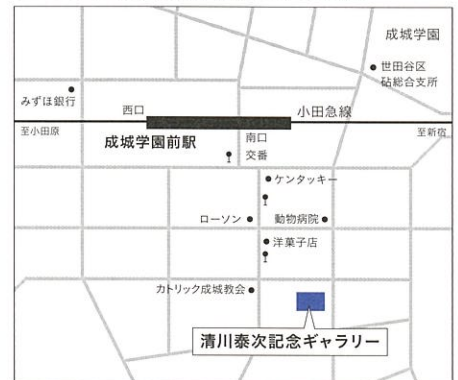 成城学園
世田谷区
砧総合支所
みずほ銀行
西口
小田急線
至小田原
成城学園前駅
南口
至新宿
交番
ケンタッキー
ローソン
動物病院
洋菓子店
カトリック成城教会
清川泰次記念ギャラリー